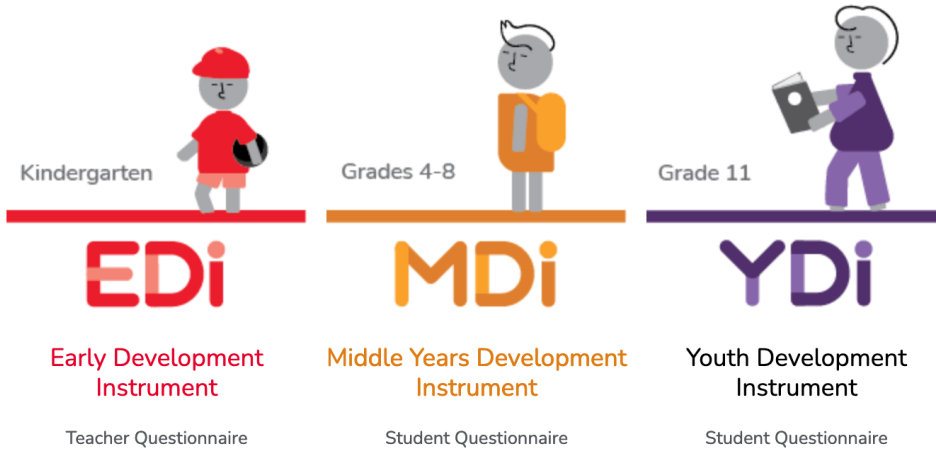 Kindergarten
EDi
Early Development
Instrument
Teacher Questionnaire
Grades 4-8
MDi
Middle Years Development
Instrument
Student Questionnaire
Grade 11
YDi
Youth Development
Instrument
Student Questionnaire